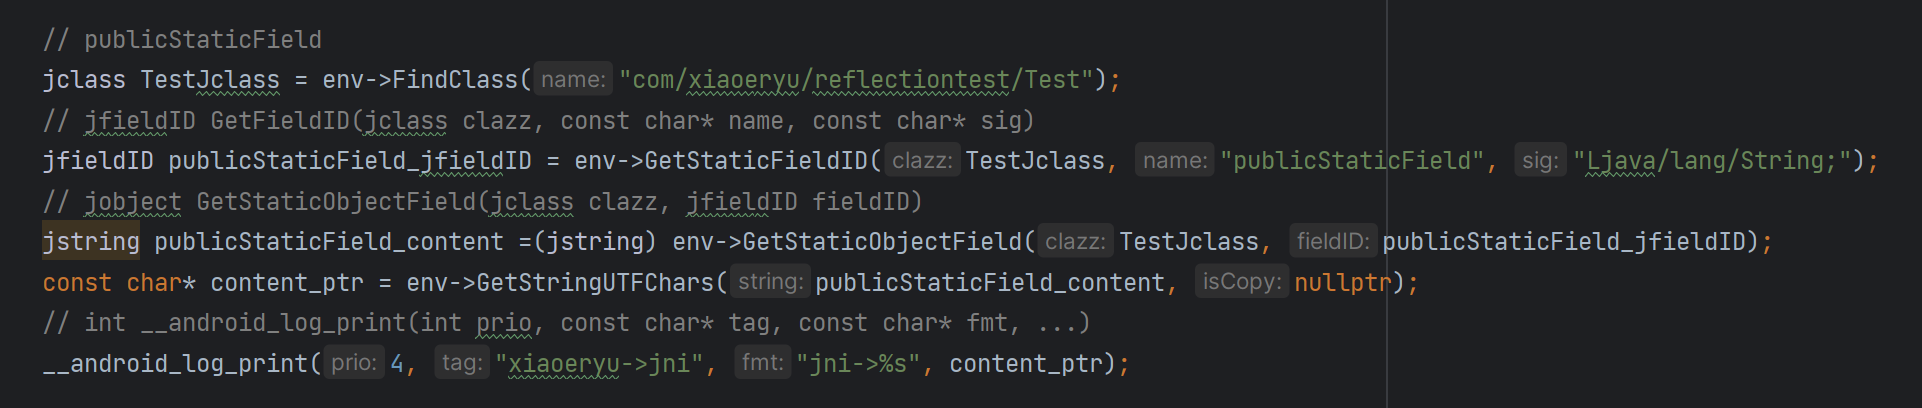 // publicStaticField
jclass TestJclass = env->FindClass( name: "com/xiaoeryu/reflectiontest/Test");
// jfieldID GetFieldID(jclass clazz, const char* name, const char* sig)
jfieldID publicStaticField_jfieldID = env->GetStaticFieldID( clazz: TestJclass, name: "publicStaticField", sig: "Ljava/lang/String;");
// jobject GetStaticObjectField(jclass clazz, jfieldID fieldID)
jstring publicStaticField_content =(jstring) env->GetStaticObjectField( clazz: TestJclass, fieldID: publicStaticField_jfieldID);
const char* content_ptr = env->GetStringUTFChars( string: publicStaticField_content, isCopy: nullptr);
// int __android_log_print(int prio, const char* tag, const char* fmt, ...)
__android_log_print( prio: 4, tag: "xiaoeryu->jni", fmt: "jni->%s", content_ptr);